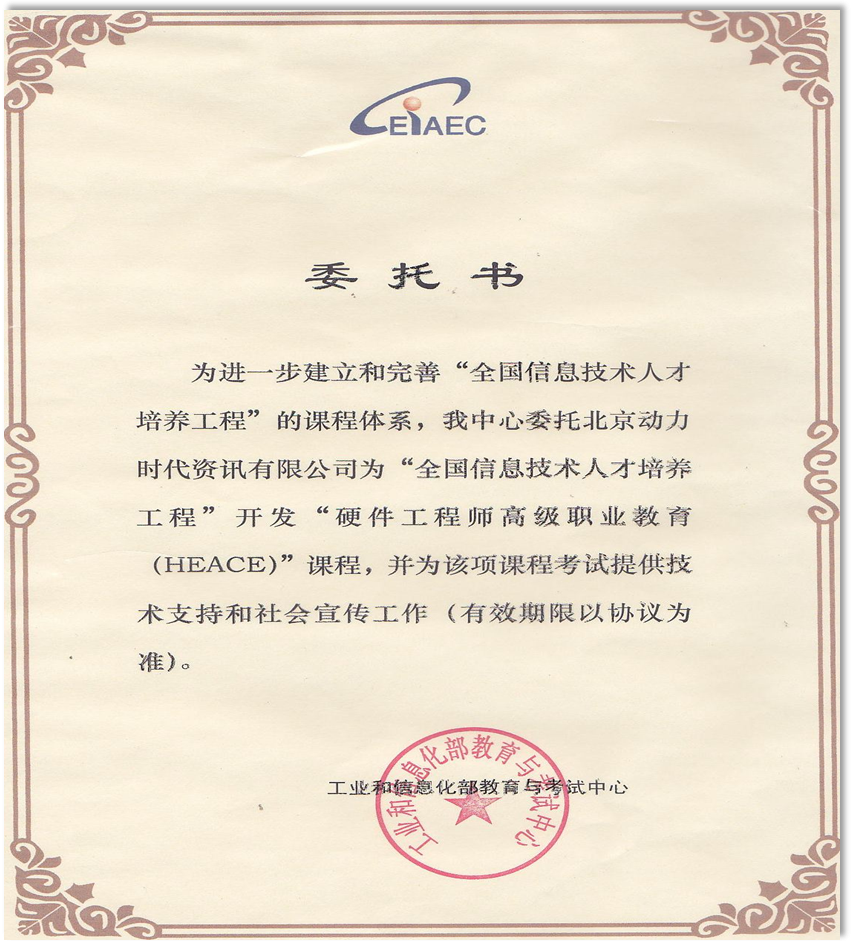 CEIAEC
委托书
为进一步建立和完善“全国信息技术人才
培养工程”的课程体系，我中心委托北京动力
时代资讯有限公司为“全国信息技术人才培养
工程”开发“硬件工程师高级职业教育
（HEACE）”课程，并为该项课程考试提供技
术支持和社会宣传工作（有效期限以协议为
准）。
工业和信息化部教育与考试中心
工业和信息化部教育与考试中心